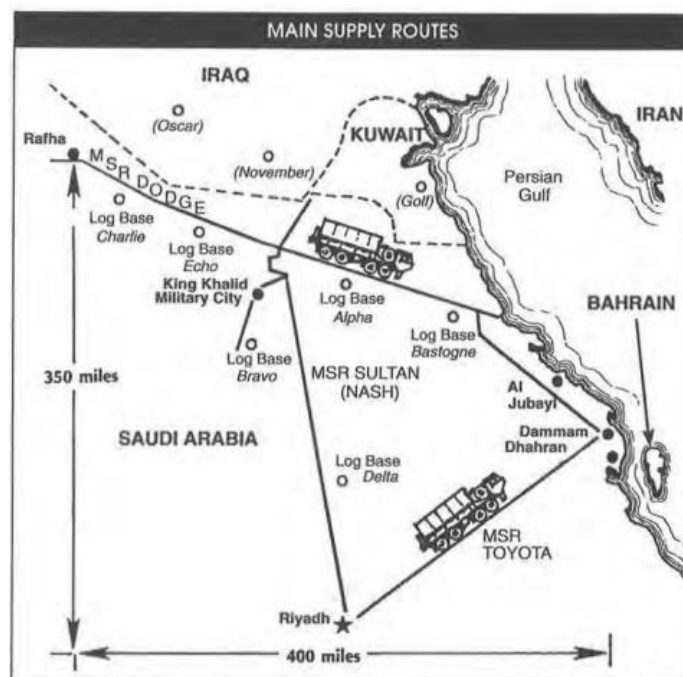 MAIN SUPPLY ROUTES
IRAQ
IRAN
(Oscar)
KUWAIT
Rafha
MSR DODGE
(November)
(Golf)
Persian
Gulf
Log Base
Charlie
Log Base
Echo
King Khalid
Military City
Log Base
Alpha
Log Base
Bastogne
BAHRAIN
Log Base
Bravo
MSR SULTAN
(NASH)
350 miles
Al
Jubayl
Dammam
Dhahran
SAUDI ARABIA
Log Base
Delta
MSR
TOYOTA
Riyadh
400 miles